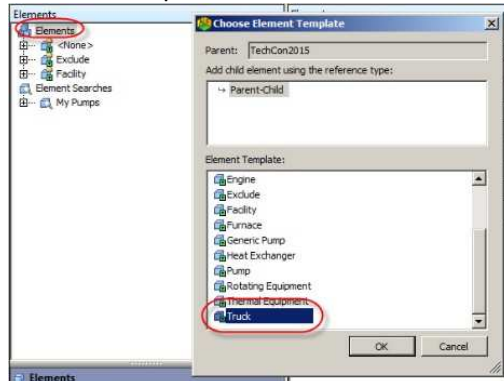 Elements
Elements
<None>
Exclude
Facility
Element Searches
My Pumps
Elements
Choose Element Template
Parent: TechCon2015
Add child element using the reference type:
Parent-Child
Element Template:
Engine
Exclude
Facility
Furnace
Generic Pump
Heat Exchanger
Pump
Rotating Equipment
Thermal Equipment
Truck
OK Cancel